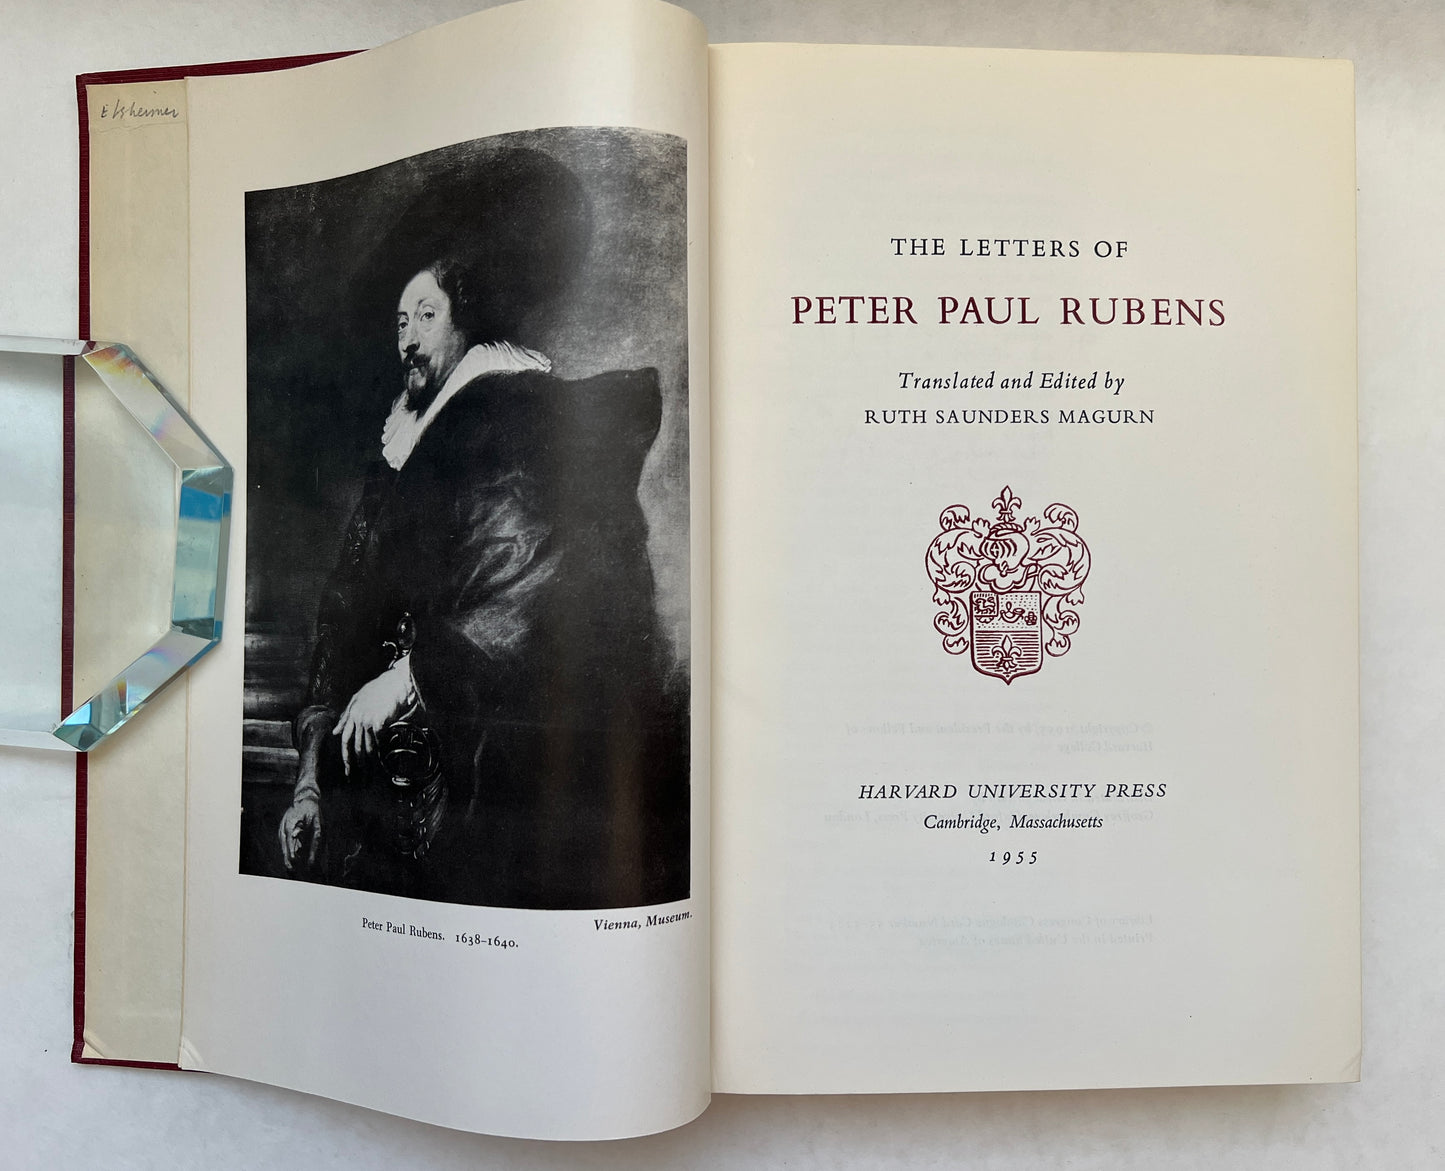 Elsheimer
Peter Paul Rubens. 1638–1640.
Vienna, Museum.
THE LETTERS OF
PETER PAUL RUBENS
Translated and Edited by
RUTH SAUNDERS MAGURN
HARVARD UNIVERSITY PRESS
Cambridge, Massachusetts
1955